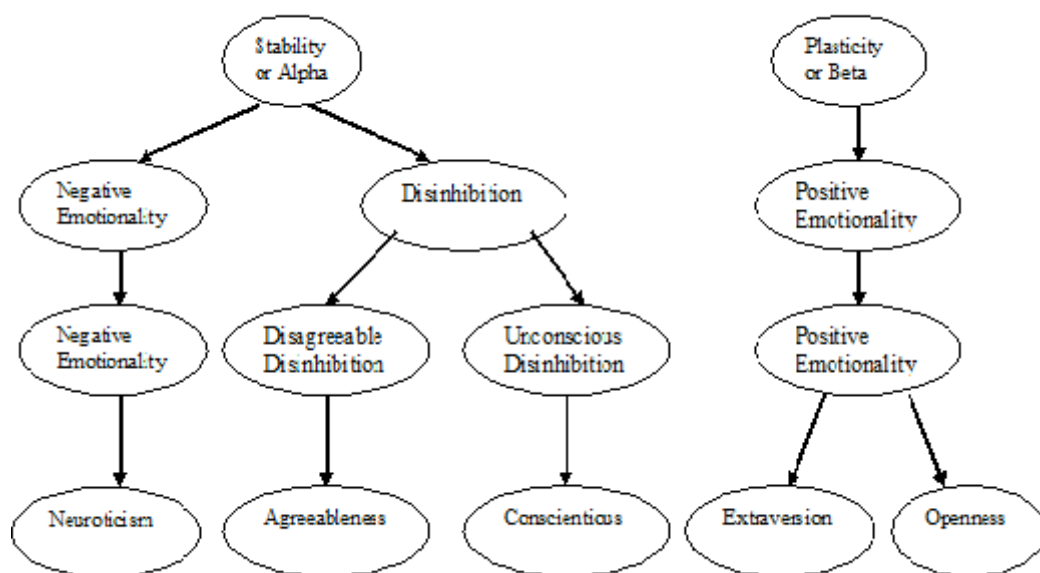 Stability
or Alpha
Plasticity
or Beta
Negative
Emotionality
Disinhibition
Positive
Emotionality
Negative
Emotionality
Disagreeable
Disinhibition
Unconscious
Disinhibition
Positive
Emotionality
Neuroticism
Agreeableness
Conscientious
Extraversion
Openness